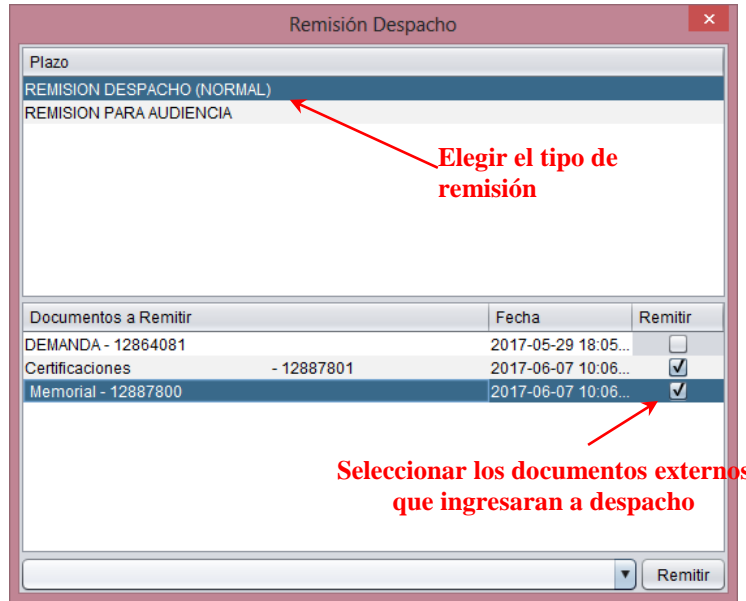 Remisión Despacho
Plazo
REMISION DESPACHO (NORMAL)
REMISION PARA AUDIENCIA
Elegir el tipo de
remisión
Documentos a Remitir Fecha Remitir
DEMANDA - 12864081 2017-05-29 18:05...
Certificaciones - 12887801 2017-06-07 10:06...
Memorial - 12887800 2017-06-07 10:06...
Seleccionar los documentos externos
que ingresaran a despacho
Remitir